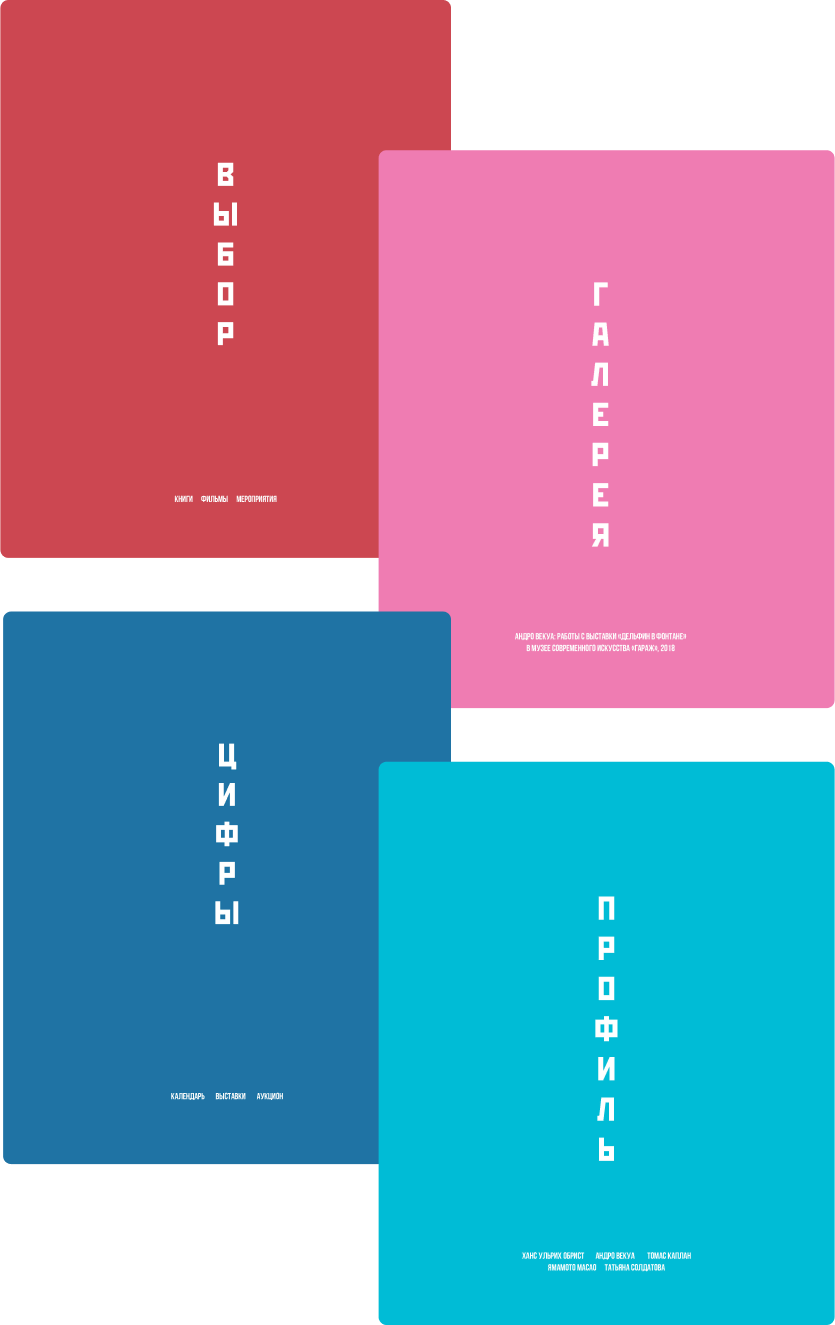 ВЫБОР
КНИГИ ФИЛЬМЫ МЕРОПРИЯТИЯ
ГАЛЕРЕЯ
АНДРО ВЕКУА: РАБОТЫ С ВЫСТАВКИ «ДЕЛЬФИН В ФОНТАНЕ»
В МУЗЕЕ СОВРЕМЕННОГО ИСКУССТВА «ГАРАЖ», 2018
ЦИФРЫ
КАЛЕНДАРЬ ВЫСТАВКИ АУКЦИОН
ПРОФИЛЬ
ХАНС УЛЬРИХ ОБРИСТ АНДРО ВЕКУА ТОМАС КАПЛАН
ЯМАМОТО МАСАО ТАТЬЯНА СОЛДАТОВА